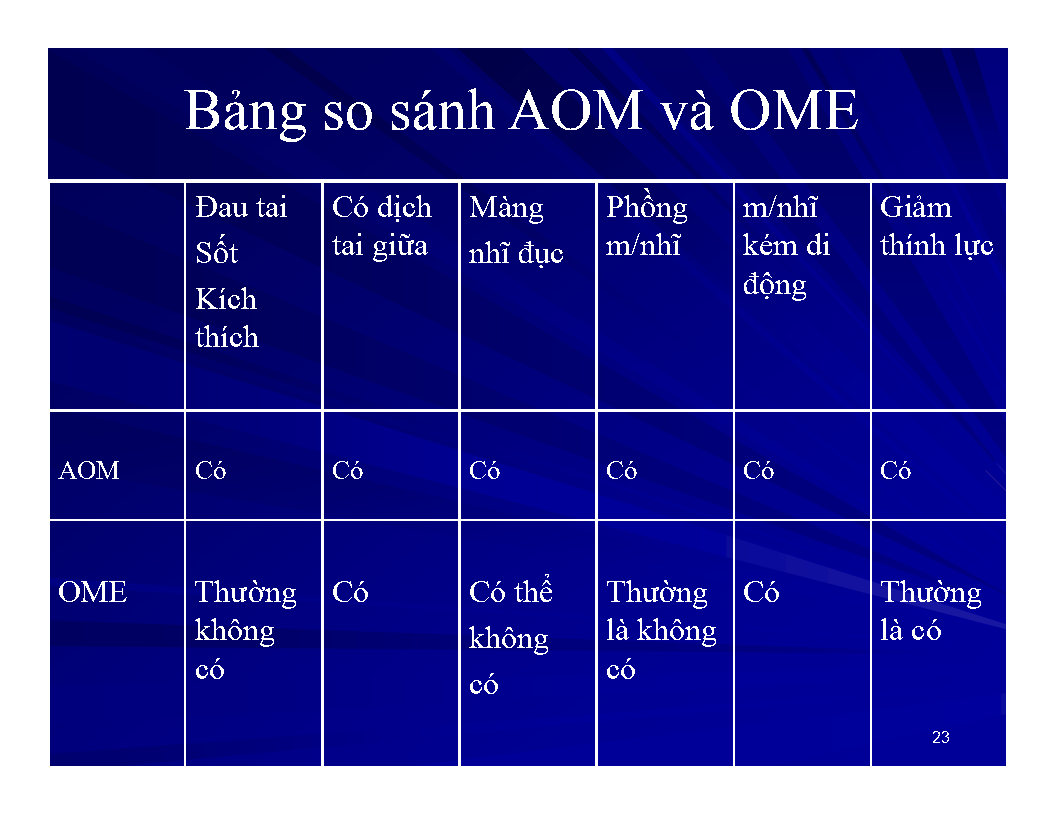 Bảng so sánh AOM và OME
Đau tai
Sốt
Kích
thích
Có dịch
tai giữa
Màng
nhĩ đục
Phồng
m/nhĩ
m/nhĩ
kém di
động
Giảm
thính lực
AOM
Có
Có
Có
Có
Có
Có
OME
Thường
không
có
Có
Có thể
không
có
Thường
là không
có
Có
Thường
là có
23